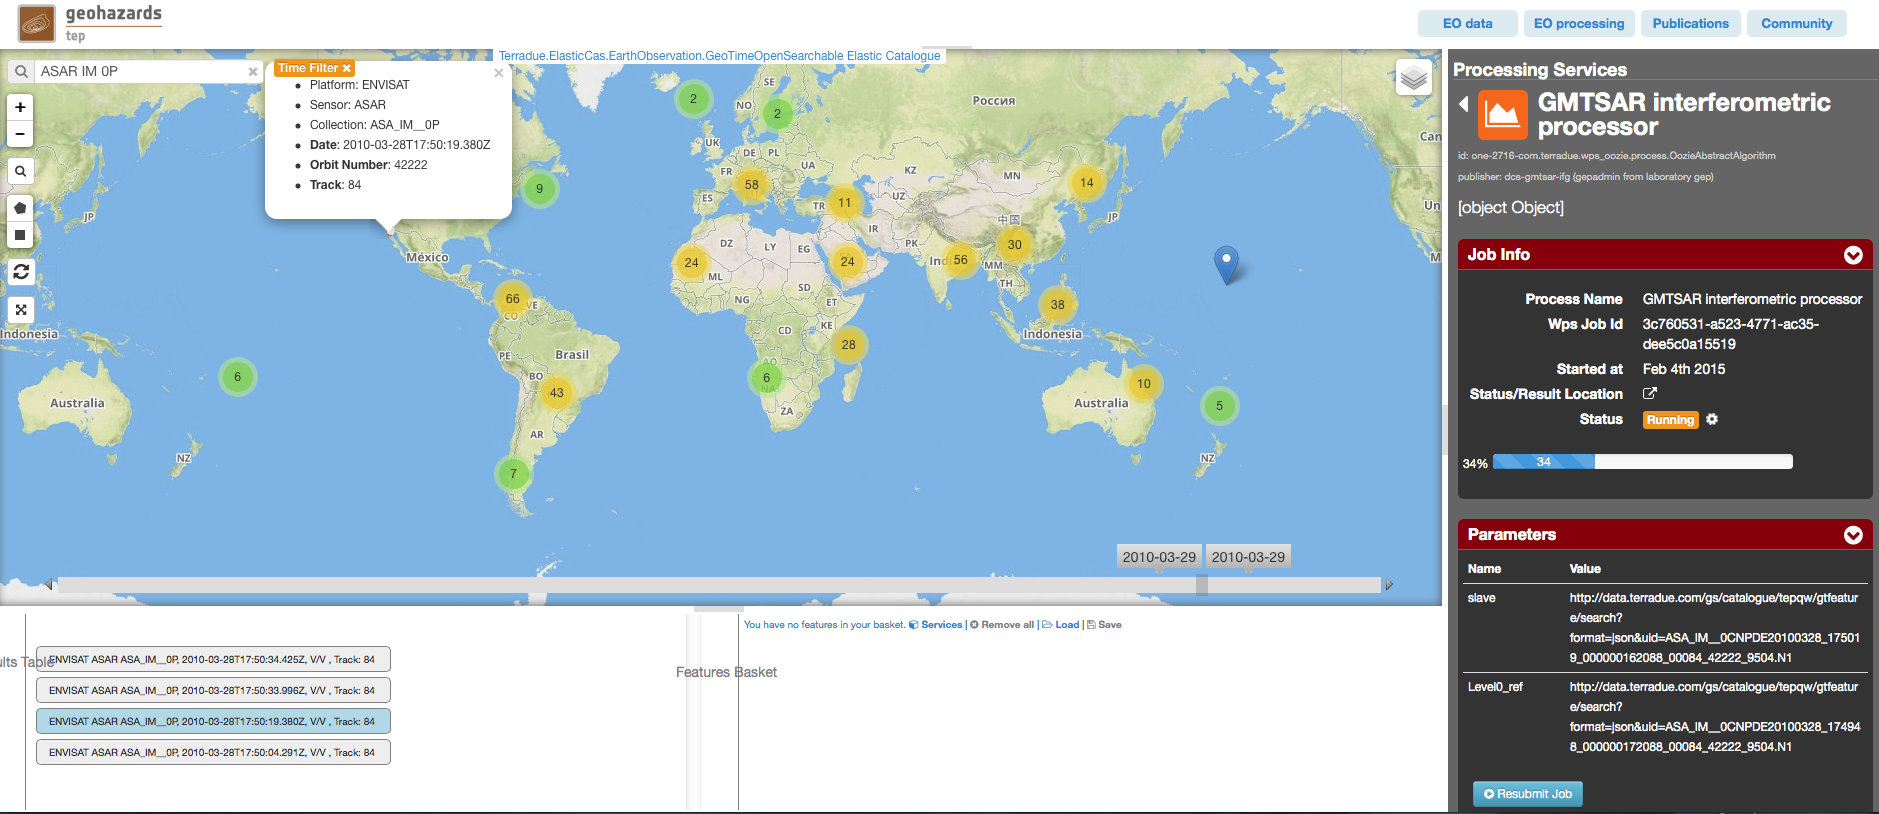 geohazards
tep
EO data
EO processing
Publications
Community
Terradue.ElasticCas.EarthObservation.GeoTimeOpenSearchable Elastic Catalogue
ASAR IM 0P
Time Filter
Platform: ENVISAT
Sensor: ASAR
Collection: ASA_IM__0P
Date: 2010-03-28T17:50:19.380Z
Orbit Number: 42222
Track: 84
+
−
SE
Россия
NO
2
2
UK
DE PL
Can
FR
UA
KZ
MN
9
58
14
ES
TR
11
UZ
JP
JP
中国
Un
IR
PK
30
DZ
LY
EG
México
24
24
Ind
56
MM
M
ML
SD
TH
66
VE
CO
NG
ET
38
CD
KE
Indonesia
Indonesia
28
PE
Brasil
6
BO
AO
6
NA
10
43
Australia
Australia
5
ZA
AR
NZ
NZ
7
2010-03-29
2010-03-29
Processing Services
GMTSAR interferometric
processor
id: one-2716-com.terradue.wps_oozie.process.OozieAbstractAlgorithm
publisher: dcs-gmtsar-ifg (gepadmin from laboratory gep)
[object Object]
Job Info
Process Name GMTSAR interferometric processor
Wps Job Id 3c760531-a523-4771-ac35-
dee5c0a15519
Started at Feb 4th 2015
Status/Result Location
Status Running
34% 34
Parameters
Name Value
slave http://data.terradue.com/gs/catalogue/tepqw/gtfeatur
e/search?
format=json&uid=ASA_IM__0CNPDE20100328_17501
9_000000162088_00084_42222_9504.N1
Level0_ref http://data.terradue.com/gs/catalogue/tepqw/gtfeatur
e/search?
format=json&uid=ASA_IM__0CNPDE20100328_17494
8_000000172088_00084_42222_9504.N1
Resubmit Job
ults Table
ENVISAT ASAR ASA_IM__0P, 2010-03-28T17:50:34.425Z, V/V , Track: 84
ENVISAT ASAR ASA_IM__0P, 2010-03-28T17:50:33.996Z, V/V , Track: 84
ENVISAT ASAR ASA_IM__0P, 2010-03-28T17:50:19.380Z, V/V , Track: 84
ENVISAT ASAR ASA_IM__0P, 2010-03-28T17:50:04.291Z, V/V , Track: 84
You have no features in your basket. Services | Remove all | Load | Save
Features Basket